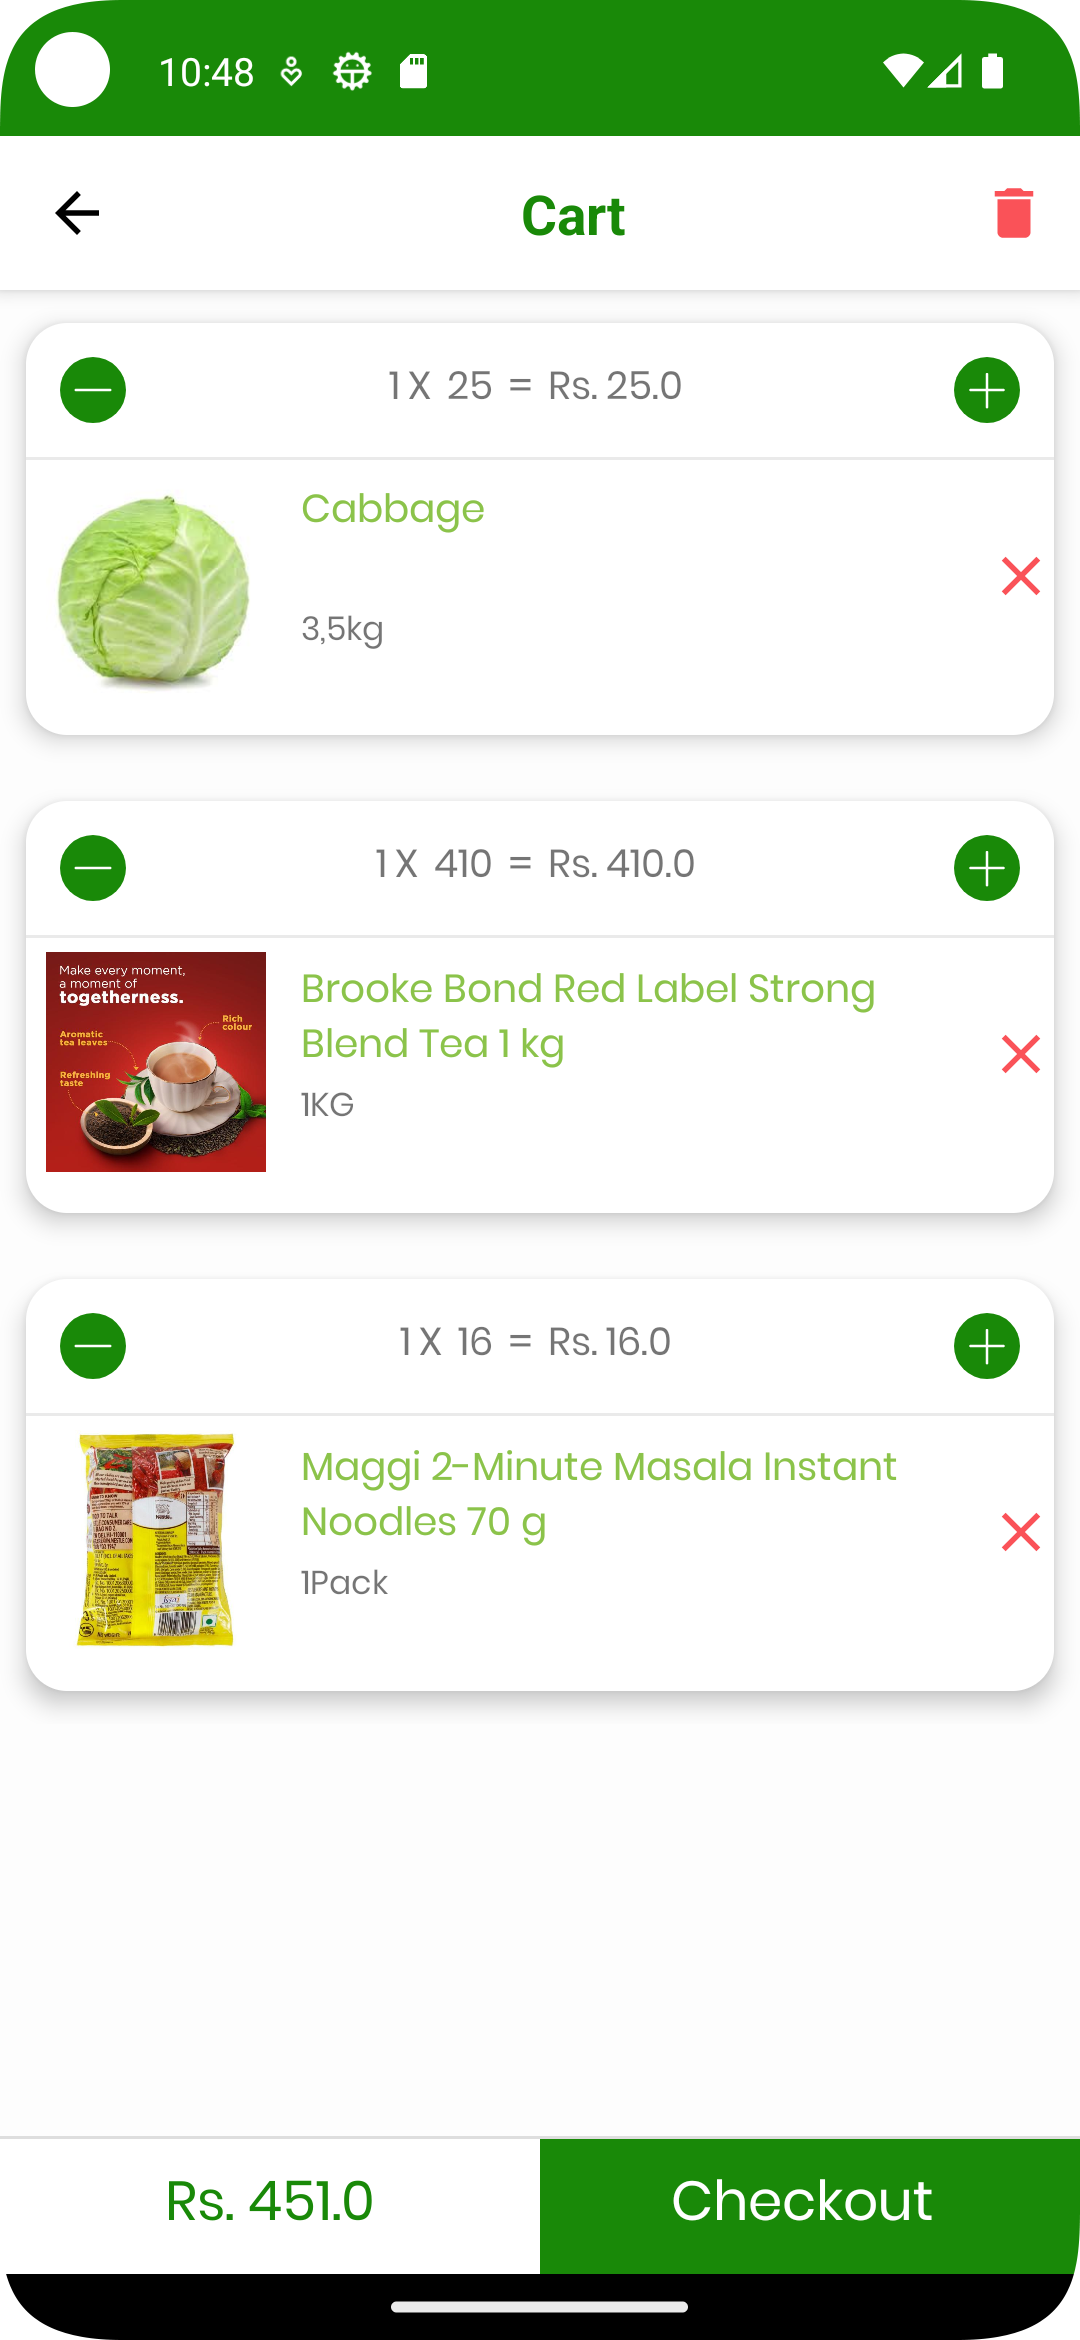 10:48
Cart
1 X 25 = Rs. 25.0
Cabbage
3,5kg
1 X 410 = Rs. 410.0
Make every moment,
a moment of
togetherness.
Rich
colour
Aromatic
tea leaves
Refreshing
taste
Brooke Bond Red Label Strong
Blend Tea 1 kg
1KG
1 X 16 = Rs. 16.0
Maggi 2-Minute Masala Instant
Noodles 70 g
1Pack
Rs. 451.0
Checkout